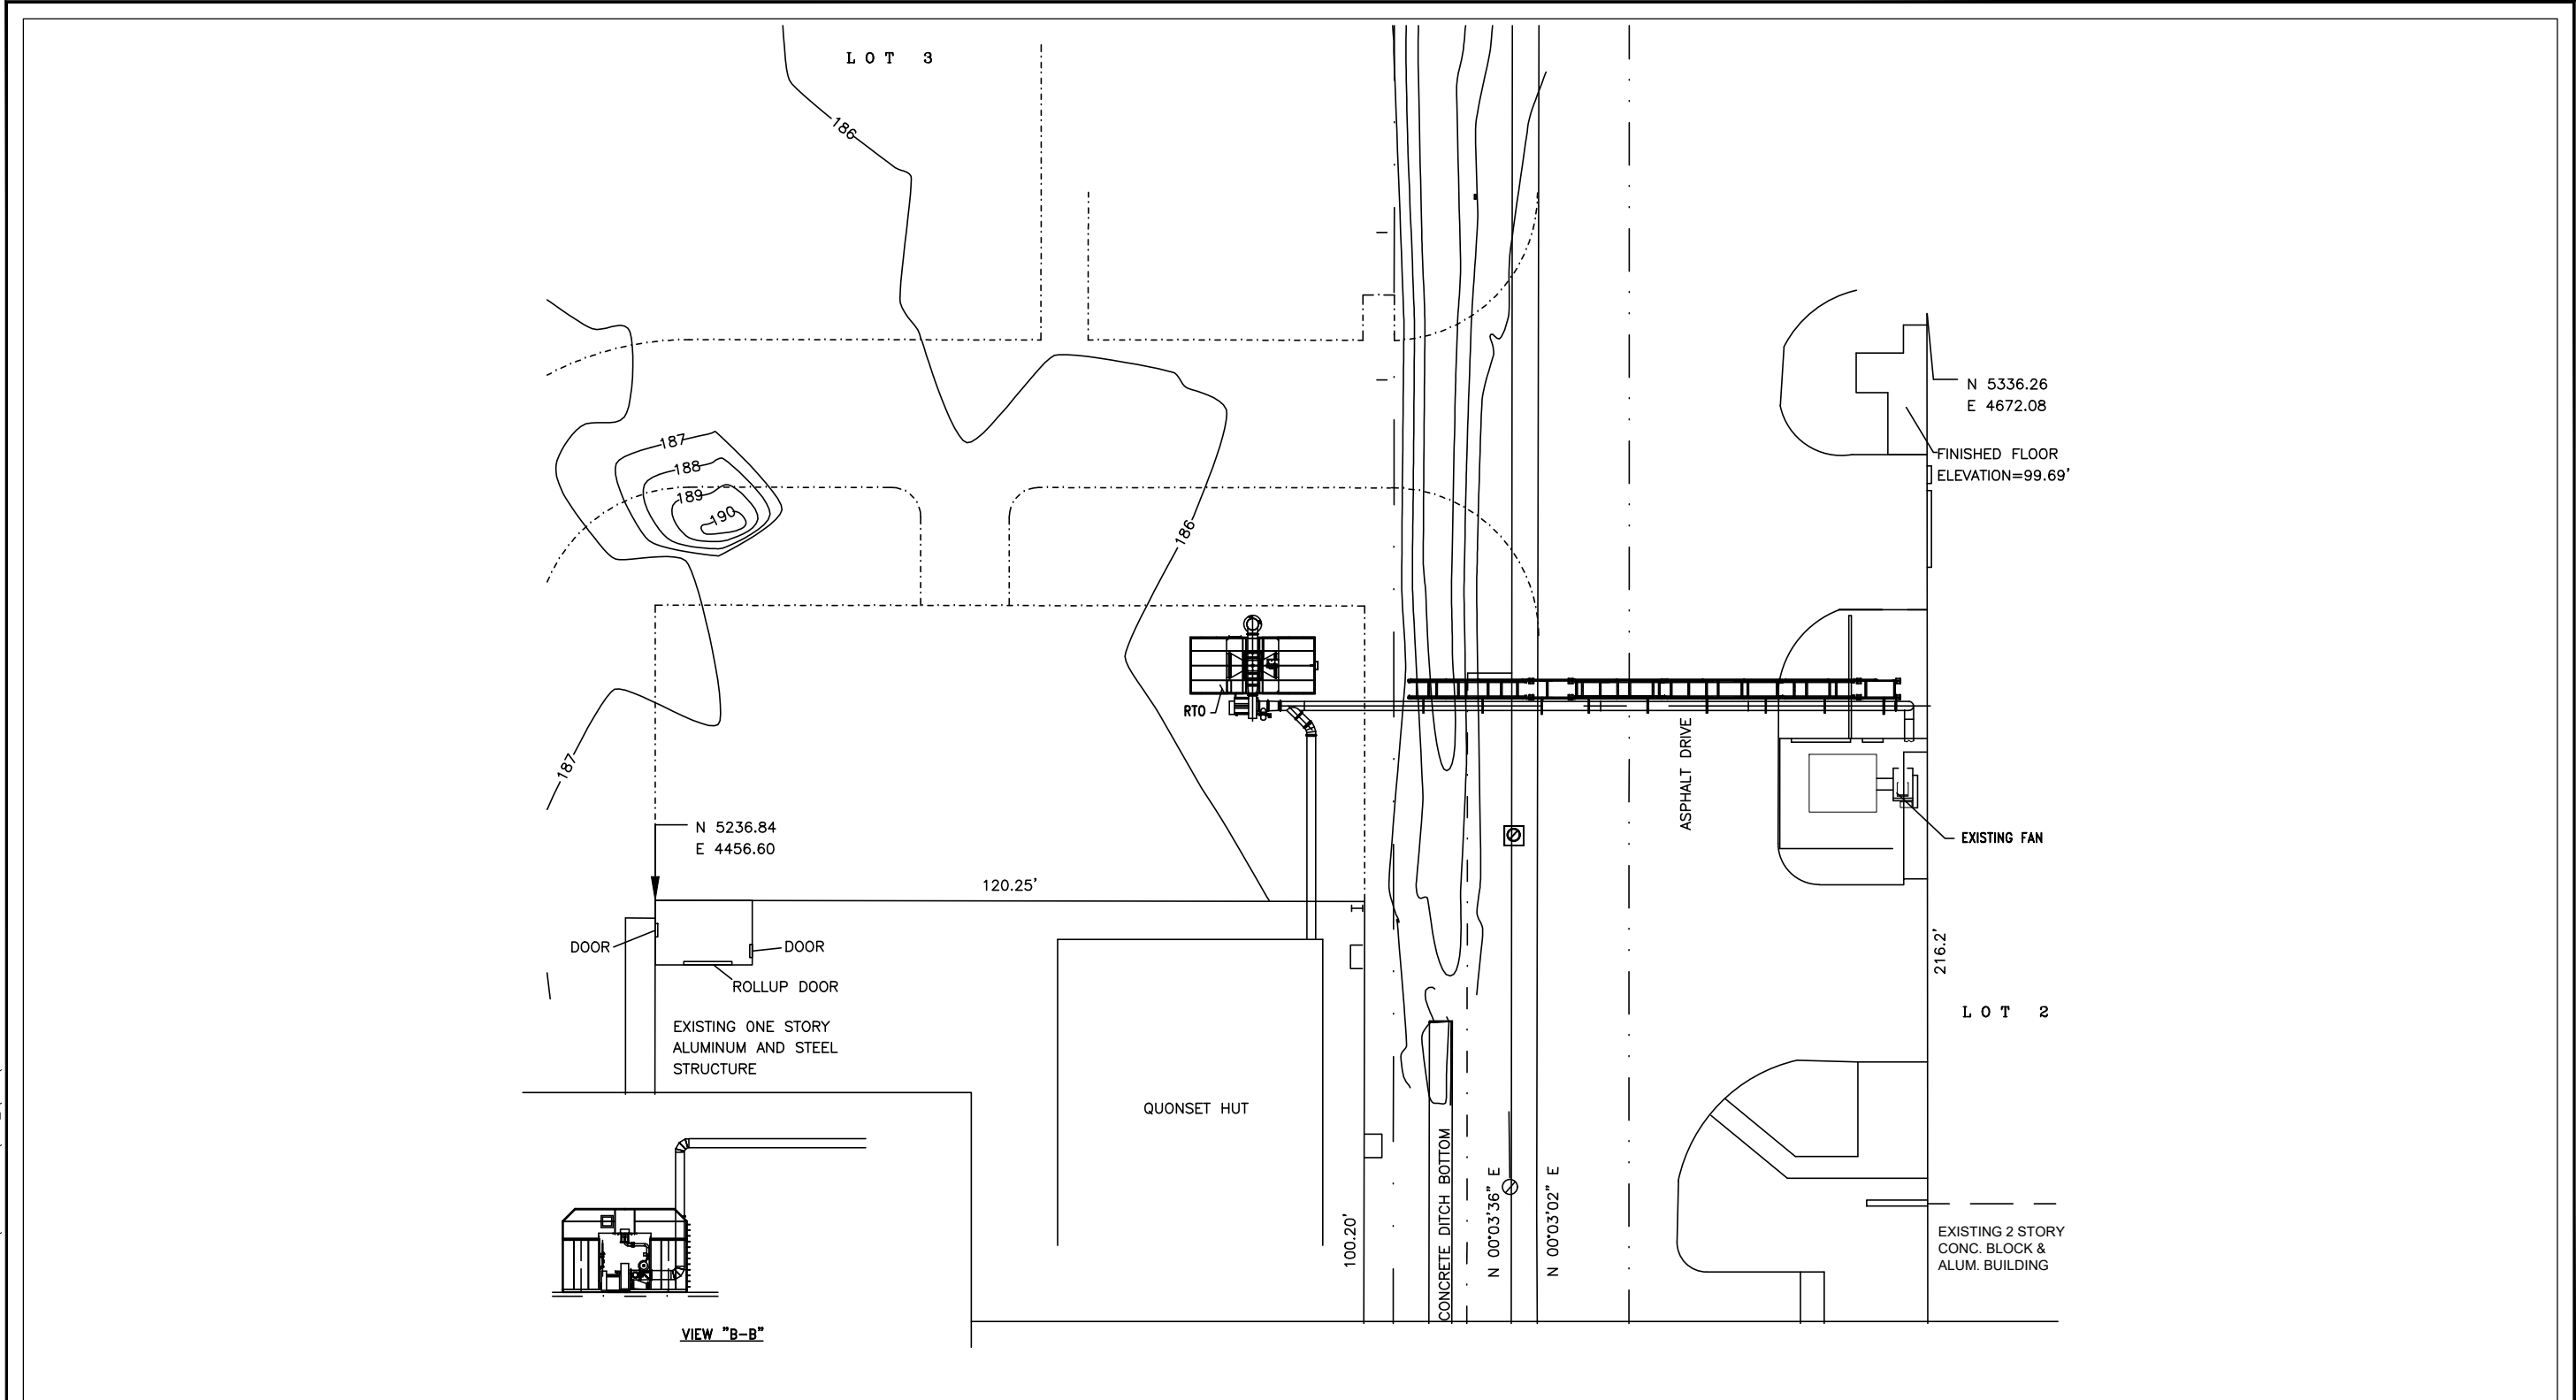 LOT 3
186
N 5336.26
E 4672.08
187
FINISHED FLOOR
188
ELEVATION=99.69'
189
190
186
RTO
187
ASPHALT DRIVE
N 5236.84
E 4456.60
EXISTING FAN
120.25'
DOOR
DOOR
216.2'
ROLLUP DOOR
LOT 2
EXISTING ONE STORY
ALUMINUM AND STEEL
STRUCTURE
QUONSET HUT
100.20'
CONCRETE DITCH BOTTOM
N 00°03'36" E
N 00°03'02" E
EXISTING 2 STORY
CONC. BLOCK &
ALUM. BUILDING
VIEW "B-B"